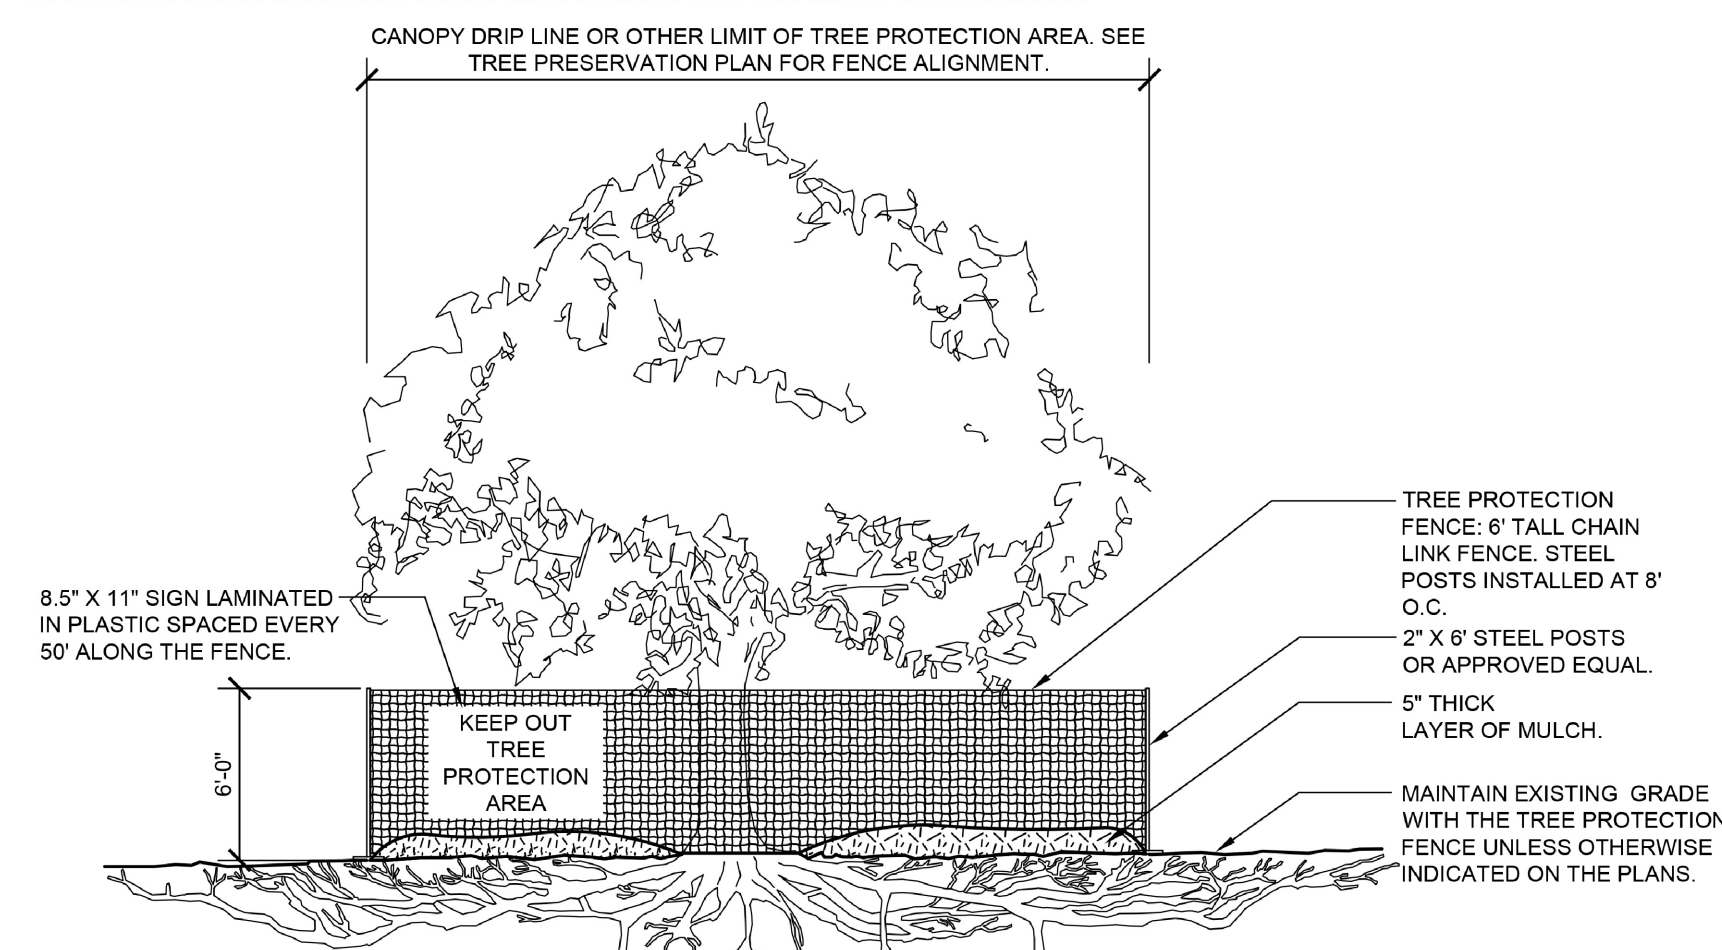 CANOPY DRIP LINE OR OTHER LIMIT OF TREE PROTECTION AREA. SEE
TREE PRESERVATION PLAN FOR FENCE ALIGNMENT.
TREE PROTECTION
FENCE: 6' TALL CHAIN
LINK FENCE. STEEL
POSTS INSTALLED AT 8'
O.C.
8.5" X 11" SIGN LAMINATED
IN PLASTIC SPACED EVERY
50' ALONG THE FENCE.
2" X 6' STEEL POSTS
OR APPROVED EQUAL.
5" THICK
LAYER OF MULCH.
KEEP OUT
TREE
PROTECTION
AREA
6'-0"
MAINTAIN EXISTING GRADE
WITH THE TREE PROTECTION
FENCE UNLESS OTHERWISE
INDICATED ON THE PLANS.